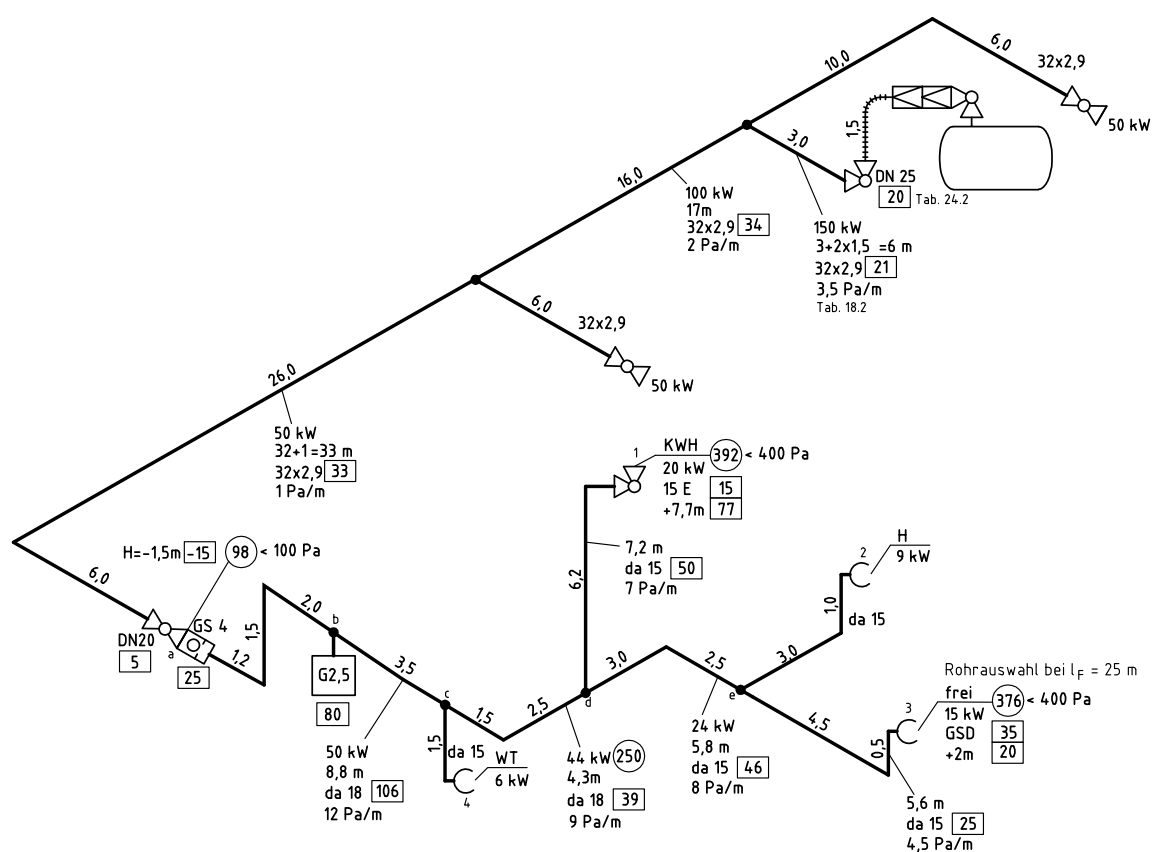 10,0
6,0
32x2,9
50 kW
1,5
3,0
DN 25
20 Tab. 24.2
16,0
100 kW
17m
32x2,9 34
2 Pa/m
150 kW
3+2x1,5 =6 m
32x2,9 21
3,5 Pa/m
Tab. 18.2
6,0
32x2,9
50 kW
26,0
50 kW
32+1=33 m
32x2,9 33
1 Pa/m
1 KWH 392 < 400 Pa
20 kW
15 E 15
+7,7m 77
H=-1,5m -15 98 < 100 Pa
6,0
DN20
5
a
GS 4
25
1,2
1,5
2,0
b
G2,5
80
3,5
50 kW
8,8 m
da 18 106
12 Pa/m
c
1,5
1,5
da 15
WT
6 kW
4
2,5
44 kW 250
4,3m
da 18 39
9 Pa/m
d
6,2
7,2 m
da 15 50
7 Pa/m
3,0
2,5
24 kW
5,8 m
da 15 46
8 Pa/m
e
3,0
1,0
da 15
2
H
9 kW
4,5
0,5
Rohrauswahl bei lF = 25 m
3 frei 376 < 400 Pa
15 kW
GSD 35
+2m 20
5,6 m
da 15 25
4,5 Pa/m